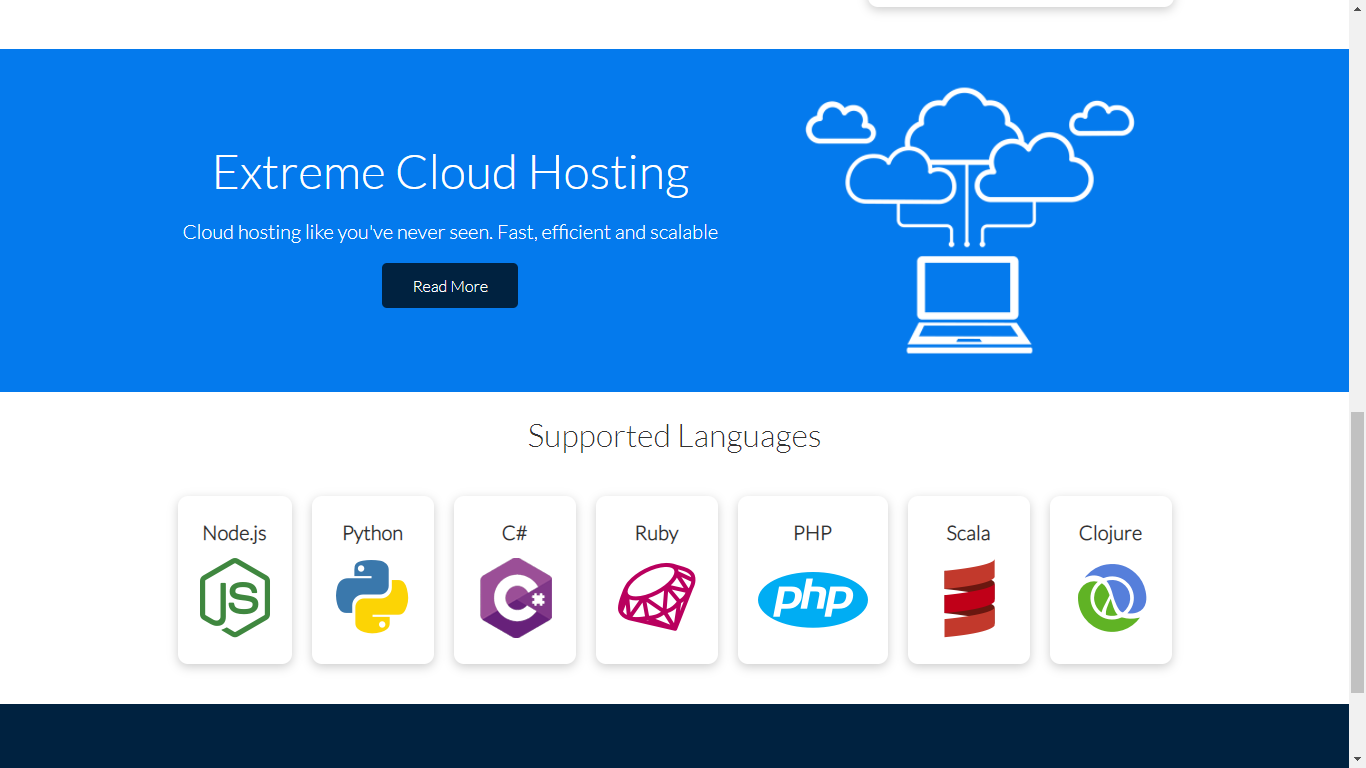 Extreme Cloud Hosting
Cloud hosting like you've never seen. Fast, efficient and scalable
Read More
Supported Languages
Node.js
JS
Python
C#
C#
Ruby
PHP
php
Scala
Clojure